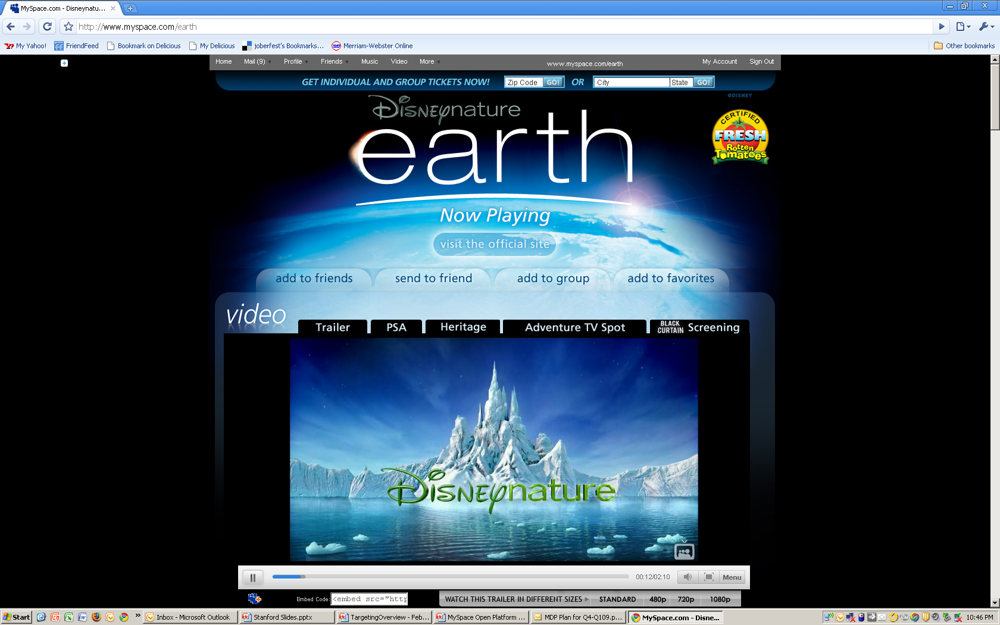 MySpace.com - Disneynatu...
http://www.myspace.com/earth
My Yahoo! FriendFeed Bookmark on Delicious My Delicious joberfest's Bookmarks... Merriam-Webster Online Other bookmarks
Home Mail (9) Profile Friends Music Video More www.myspace.com/earth My Account Sign Out
GET INDIVIDUAL AND GROUP TICKETS NOW! Zip Code GO! OR City State GO!
©DISNEY
Disneynature
earth
CERTIFIED
FRESH
Rotten
Tomatoes
Now Playing
visit the official site
add to friends send to friend add to group add to favorites
video
Trailer PSA Heritage Adventure TV Spot BLACK CURTAIN Screening
Disneynature
00:12/02:10 Menu
Embed Code: <embed src="http WATCH THIS TRAILER IN DIFFERENT SIZES STANDARD 480p 720p 1080p
Start » Inbox - Microsoft Outlook Stanford Slides.pptx TargetingOverview - Feb... MySpace Open Platform ... MDP Plan for Q4-Q109.p... MySpace.com - Disne... 10:46 PM